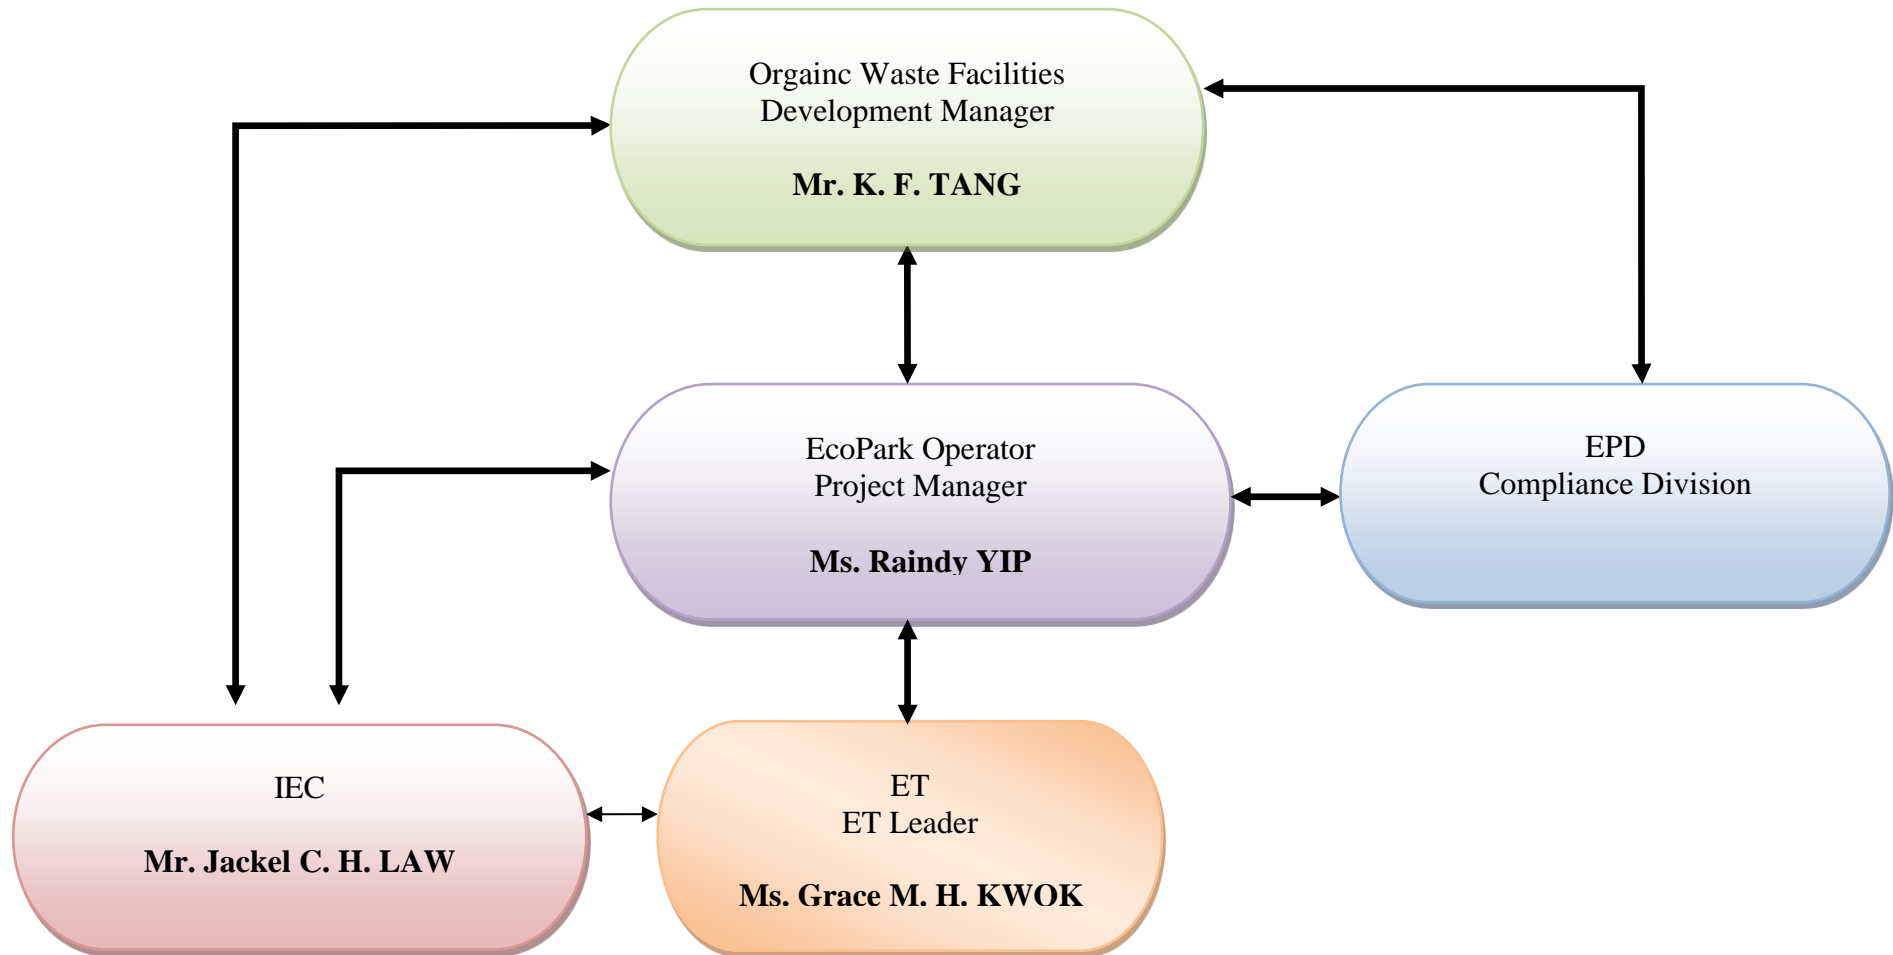 Orgainc Waste Facilities
Development Manager
Mr. K. F. TANG
EcoPark Operator
Project Manager
Ms. Raindy YIP
EPD
Compliance Division
IEC
Mr. Jackel C. H. LAW
ET
ET Leader
Ms. Grace M. H. KWOK